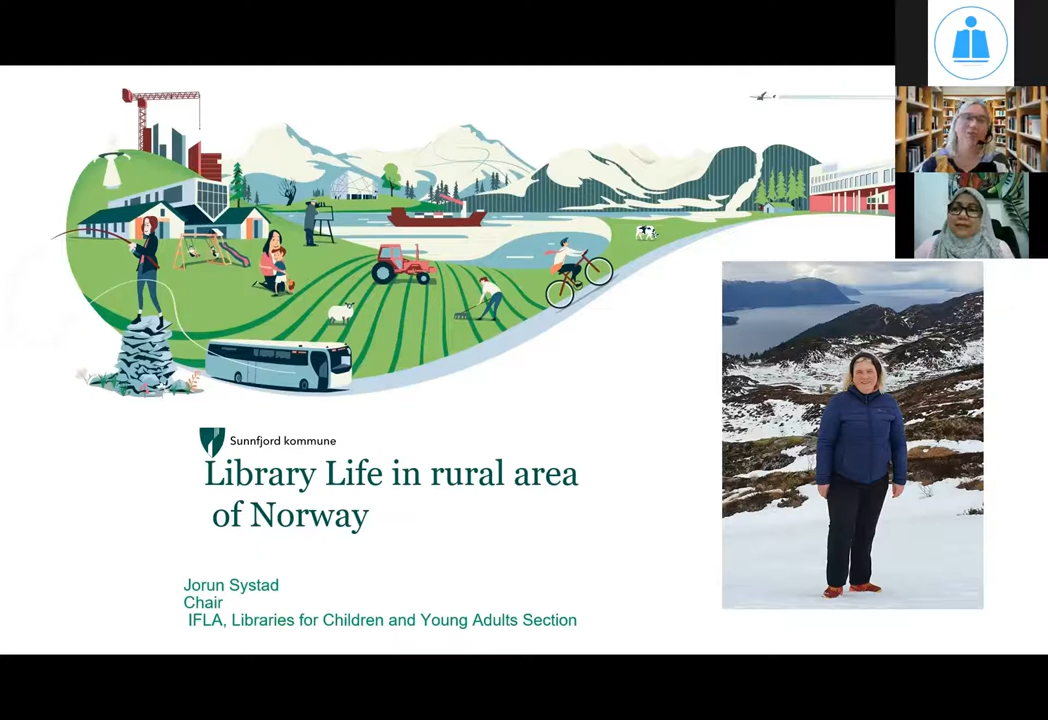 Sunnfjord kommune
Library Life in rural area
of Norway
Jorun Systad
Chair
IFLA, Libraries for Children and Young Adults Section